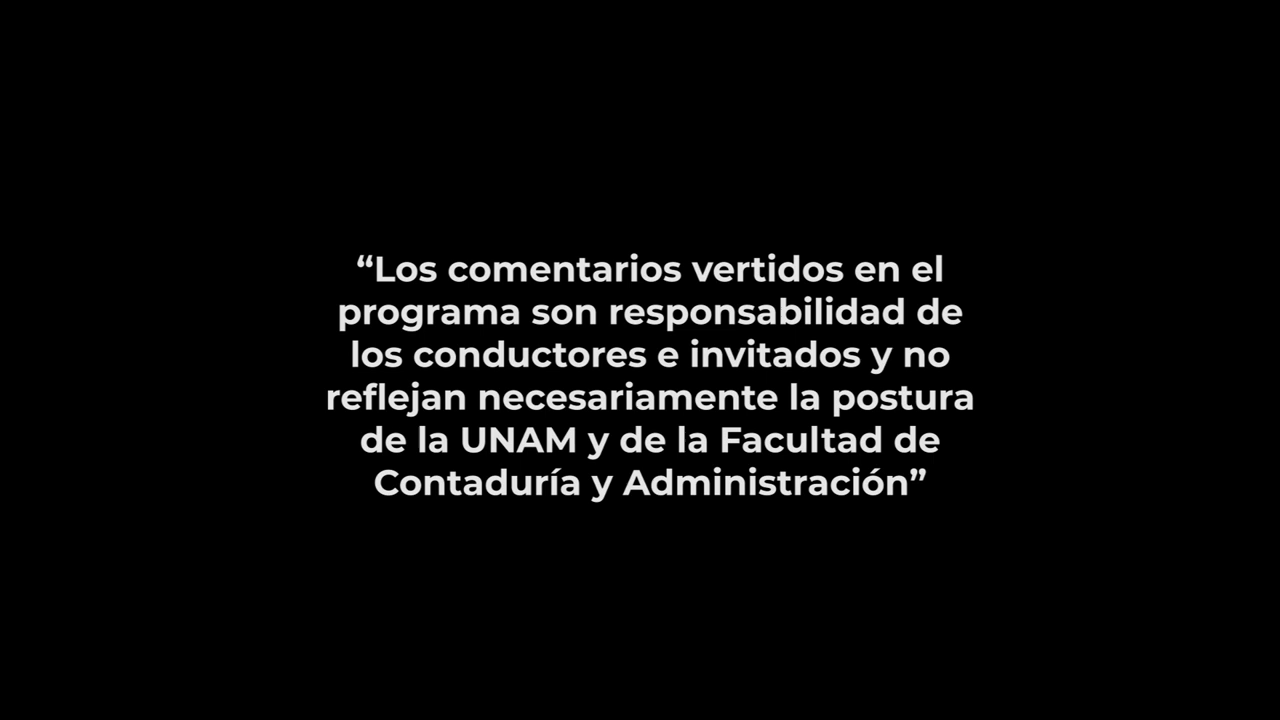 “Los comentarios vertidos en el
programa son responsabilidad de
los conductores e invitados y no
reflejan necesariamente la postura
de la UNAM y de la Facultad de
Contaduría y Administración”